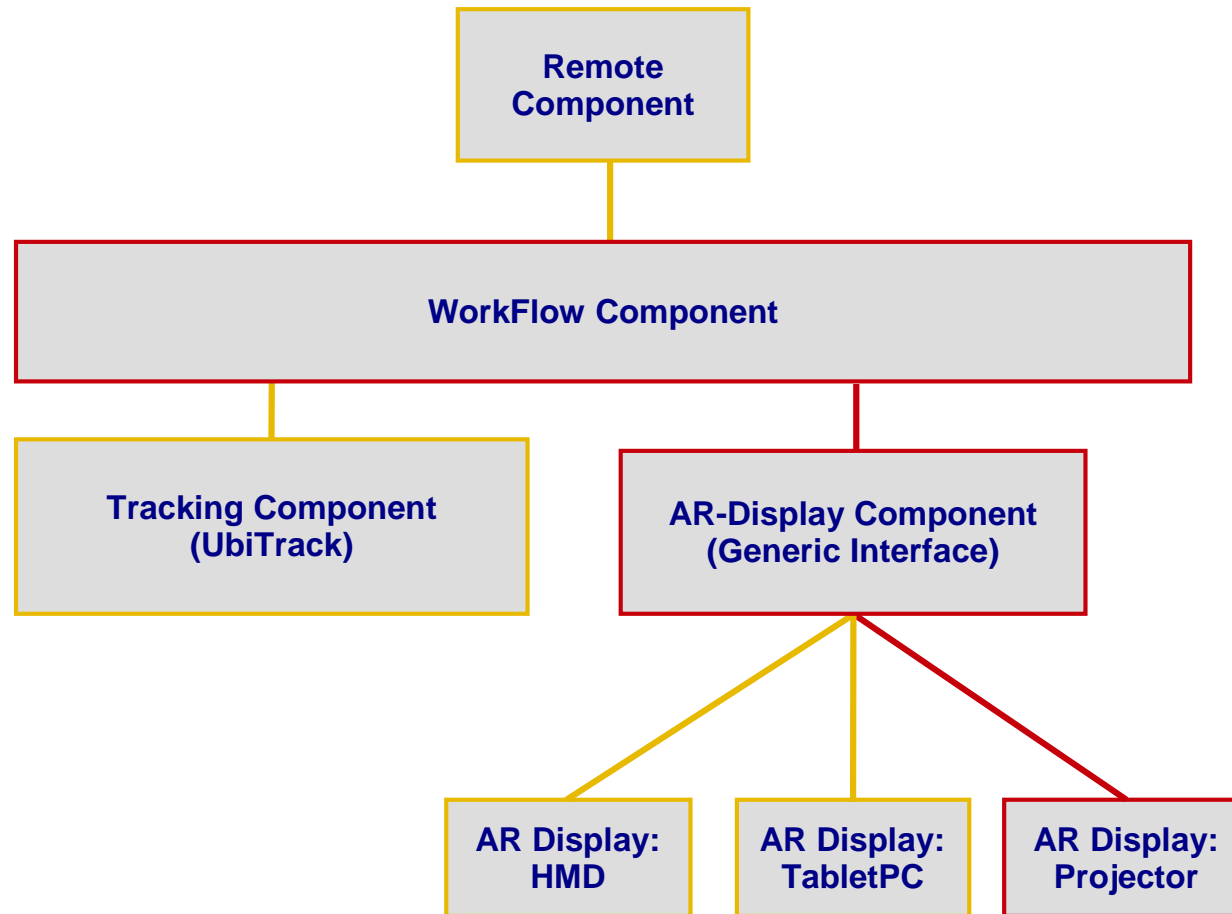 Remote
Component
WorkFlow Component
Tracking Component
(UbiTrack)
AR-Display Component
(Generic Interface)
AR Display:
HMD
AR Display:
TabletPC
AR Display:
Projector